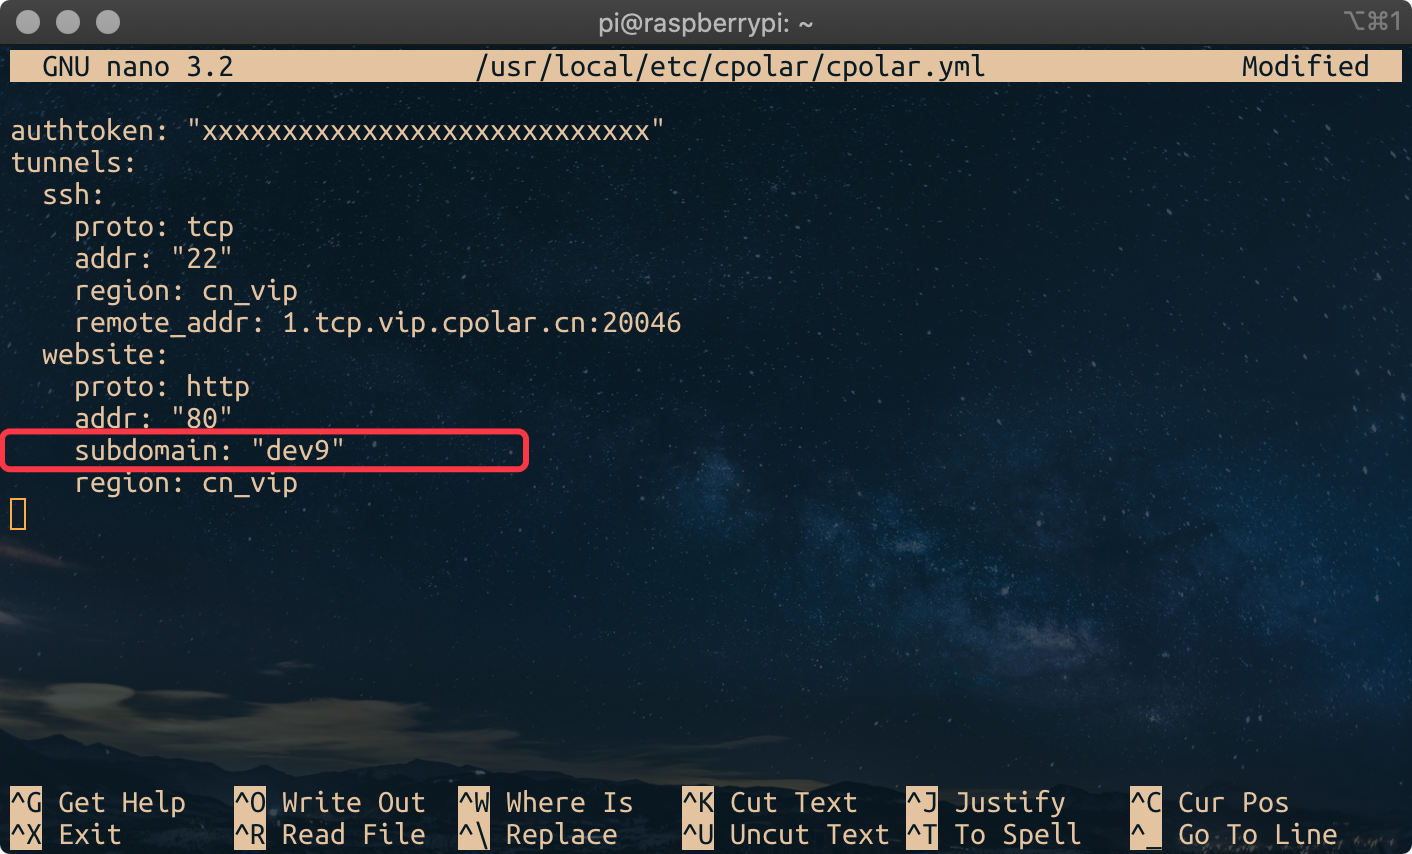 pi@raspberrypi: ~ ⌥⌘1
GNU nano 3.2 /usr/local/etc/cpolar/cpolar.yml Modified
authtoken: "xxxxxxxxxxxxxxxxxxxxxxxxxxxx"
tunnels:
  ssh:
    proto: tcp
    addr: "22"
    region: cn_vip
    remote_addr: 1.tcp.vip.cpolar.cn:20046
  website:
    proto: http
    addr: "80"
    subdomain: "dev9"
    region: cn_vip
^G Get Help ^O Write Out ^W Where Is ^K Cut Text ^J Justify ^C Cur Pos
^X Exit ^R Read File ^\ Replace ^U Uncut Text ^T To Spell ^_ Go To Line